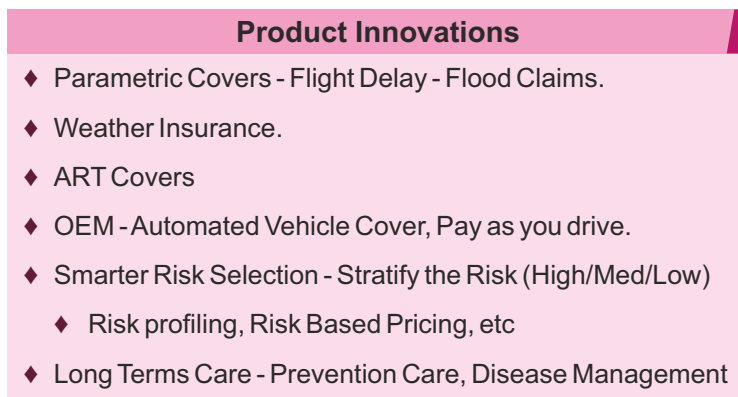 Product Innovations
♦ Parametric Covers - Flight Delay - Flood Claims.
♦ Weather Insurance.
♦ ART Covers
♦ OEM - Automated Vehicle Cover, Pay as you drive.
♦ Smarter Risk Selection - Stratify the Risk (High/Med/Low)
♦ Risk profiling, Risk Based Pricing, etc
♦ Long Terms Care - Prevention Care, Disease Management